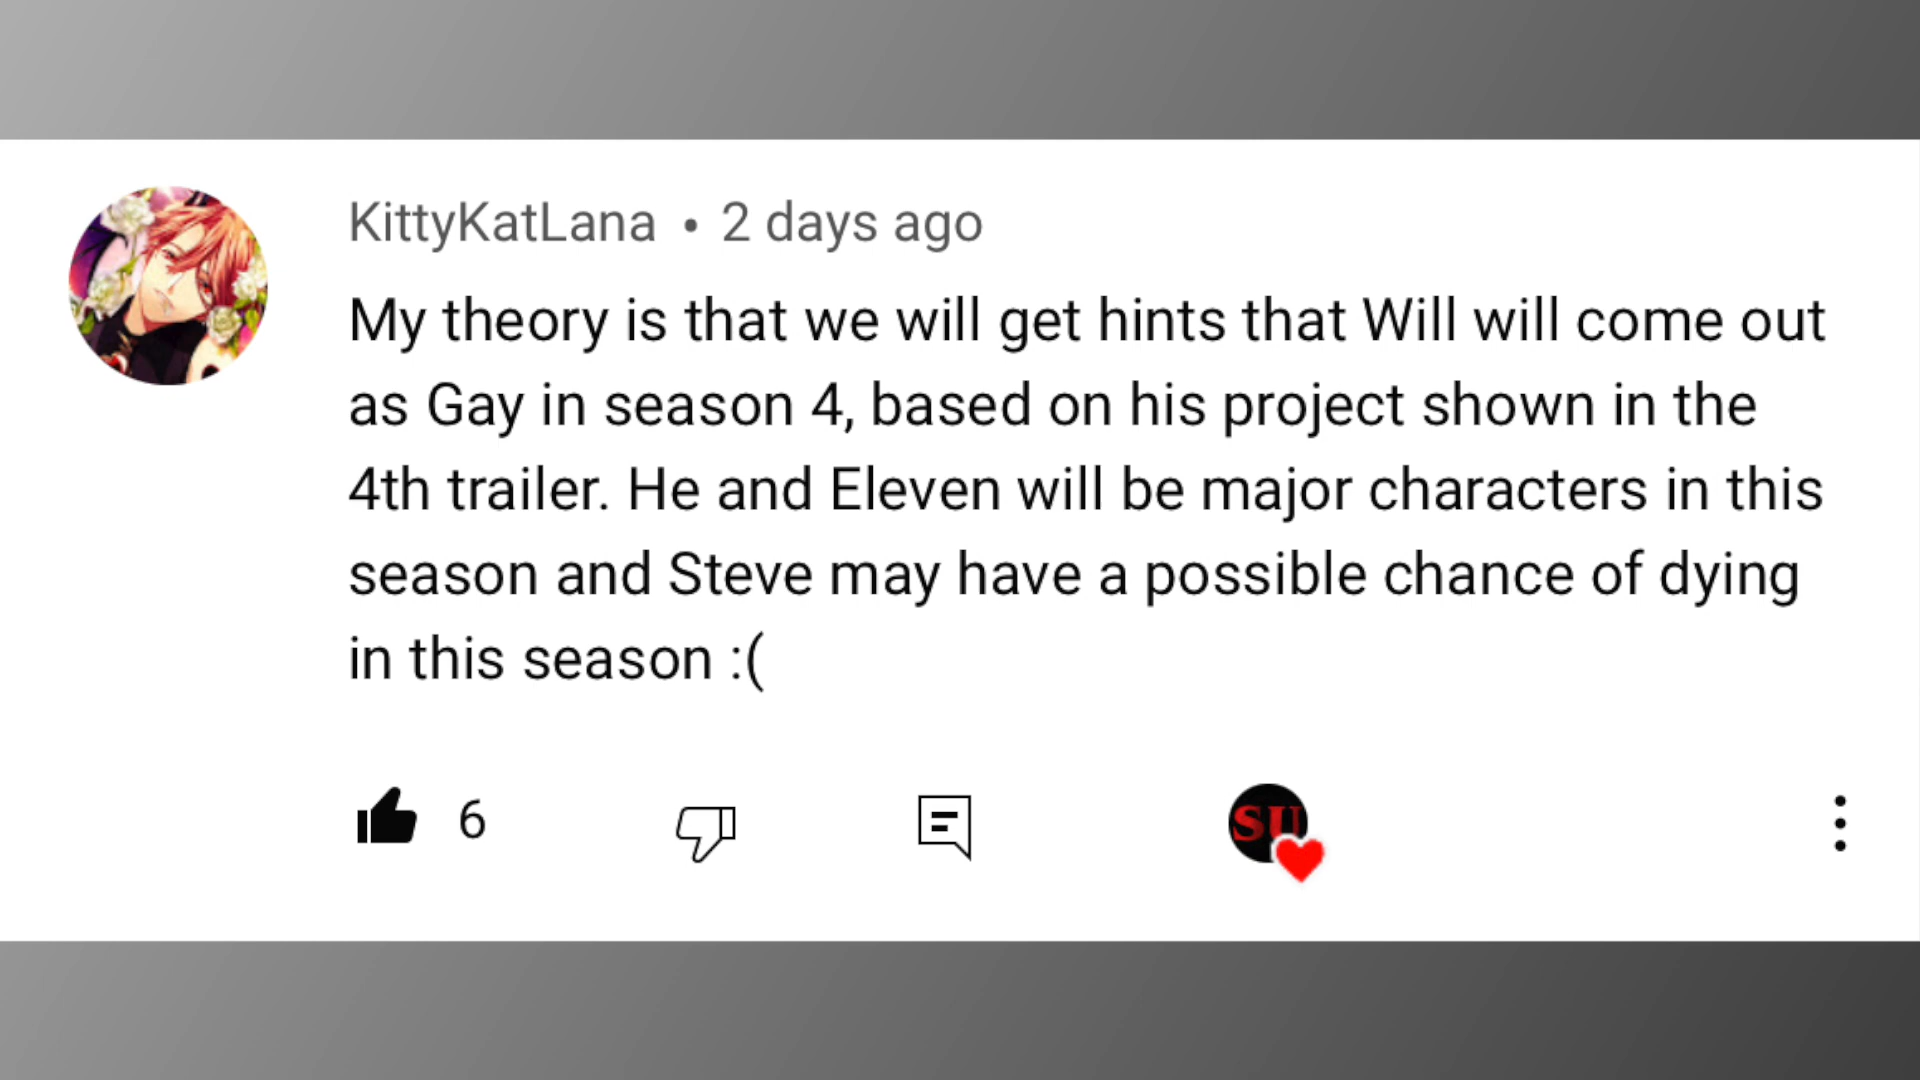 KittyKatLana • 2 days ago
My theory is that we will get hints that Will will come out
as Gay in season 4, based on his project shown in the
4th trailer. He and Eleven will be major characters in this
season and Steve may have a possible chance of dying
in this season :(
6
SU